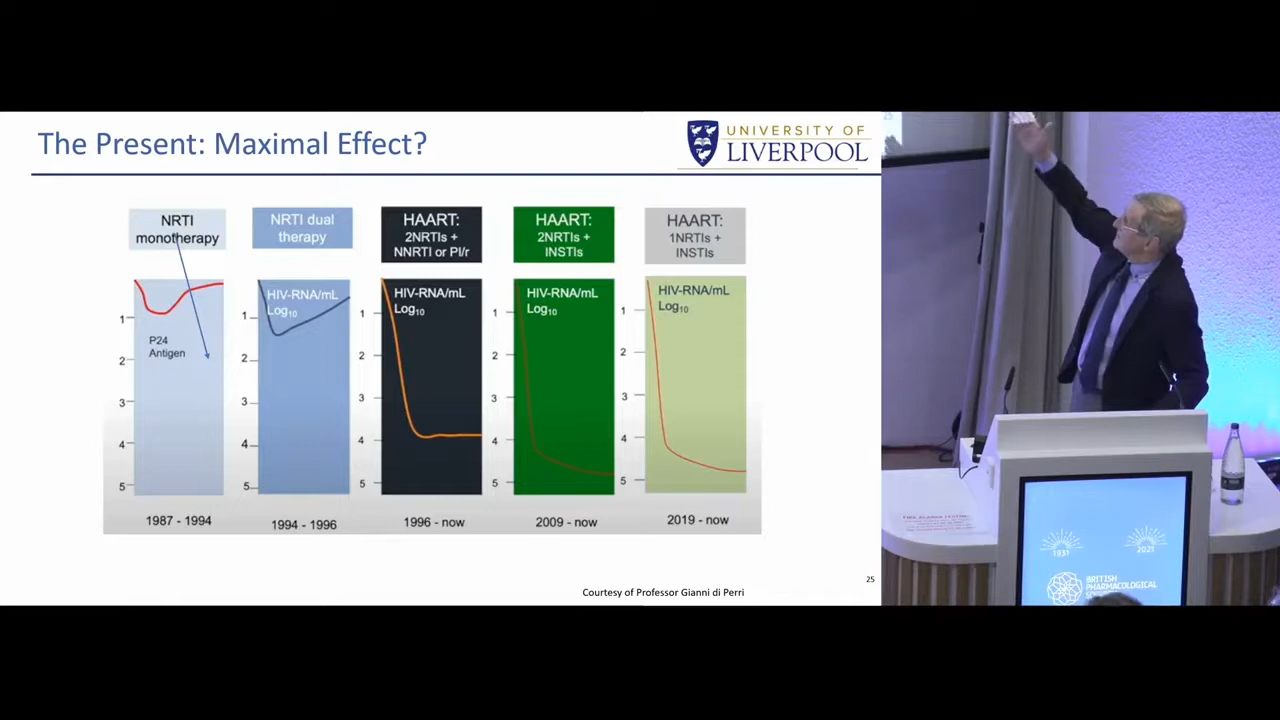 The Present: Maximal Effect?
UNIVERSITY OF
LIVERPOOL
NRTI
monotherapy
NRTI dual
therapy
HAART:
2NRTIs +
NNRTI or PI/r
HAART:
2NRTIs +
INSTIs
HAART:
1NRTIs +
INSTIs
P24
Antigen
1
2
3
4
5
HIV-RNA/mL
Log10
1
2
3
4
5
HIV-RNA/mL
Log10
1
2
3
4
5
HIV-RNA/mL
Log10
1
2
3
4
5
HIV-RNA/mL
Log10
1
2
3
4
5
1987 - 1994
1994 - 1996
1996 - now
2009 - now
2019 - now
25
Courtesy of Professor Gianni di Perri
1931
2021
BRITISH
PHARMACOLOGICAL